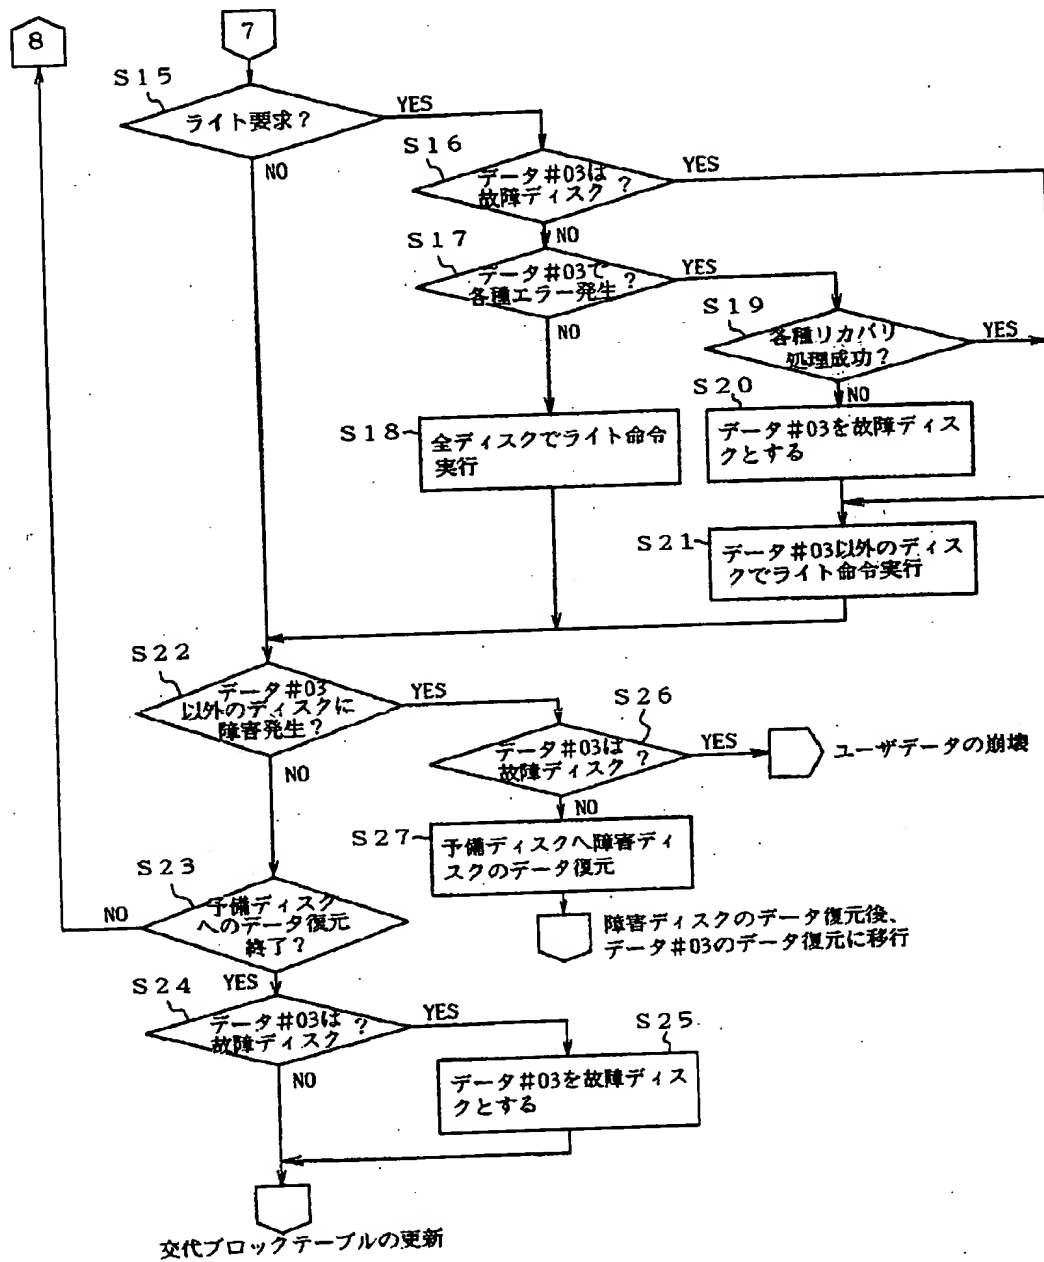 8
7
S15
ライト要求?
YES
NO
S16
データ#03は
故障ディスク?
YES
NO
S17
データ#03で
各種エラー発生?
YES
NO
S19
各種リカバリ
処理成功?
YES
NO
S18
全ディスクでライト命令
実行
S20
データ#03を故障ディス
クとする
S21
データ#03以外のディス
クでライト命令実行
S22
データ#03
以外のディスクに
障害発生?
YES
NO
S26
データ#03は
故障ディスク?
YES
ユーザデータの崩壊
NO
S27
予備ディスクへ障害ディ
スクのデータ復元
障害ディスクのデータ復元後、
データ#03のデータ復元に移行
S23
予備ディスク
へのデータ復元
終了?
NO
YES
S24
データ#03は
故障ディスク?
YES
NO
S25
データ#03を故障ディス
クとする
交代ブロックテーブルの更新